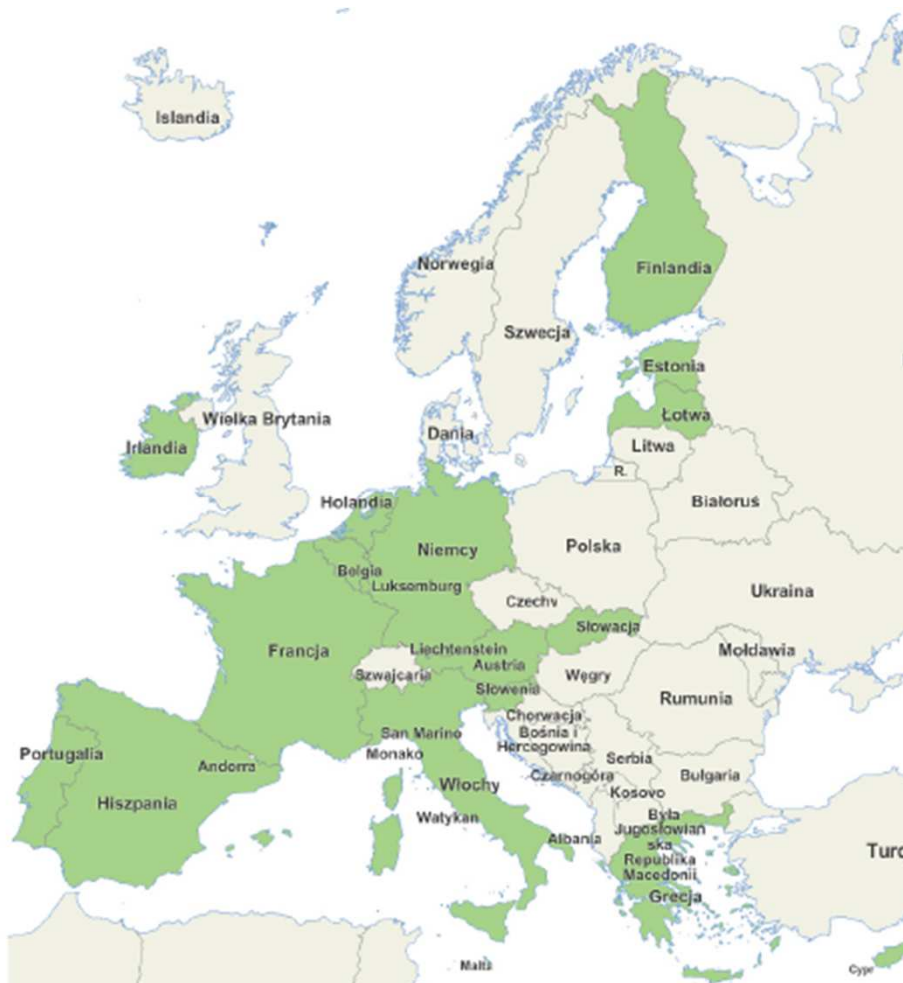 Islandia
Norwegia
Finlandia
Szwecja
Estonia
Wielka Brytania
Łotwa
Irlandia
Dania
Litwa
R.
Holandia
Białoruś
Niemcy
Polska
Belgia
Luksemburg
Ukraina
Czechy
Słowacja
Francja
Liechtenstein
Mołdawia
Austria
Szwajcaria
Węgry
Słowenia
Rumunia
Chorwacja
San Marino
Bośnia i
Hercegowina
Portugalia
Monako
Andorra
Serbia
Czarnogóra
Bułgaria
Włochy
Kosovo
Hiszpania
Watykan
Była
Jugosłowiań
ska
Republika
Macedonii
Albania
Turc
Grecja
Malta
Cypr